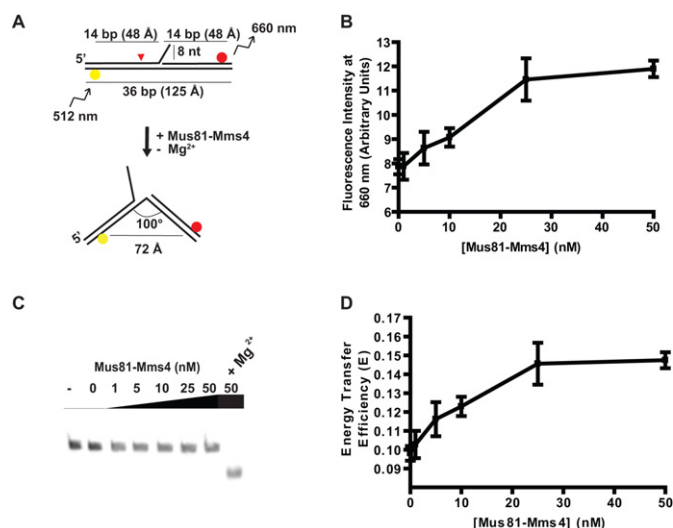 A
14 bp (48 Å) 14 bp (48 Å)
660 nm
8 nt
5'
36 bp (125 Å)
512 nm
+ Mus81-Mms4
- Mg2+
100°
5'
72 Å
B
Fluorescence Intensity at
660 nm (Arbitrary Units)
13
12
11
10
9
8
7
6
0 10 20 30 40 50
[Mus81-Mms4] (nM)
C
+ Mg 2+
Mus81-Mms4 (nM)
- 0 1 5 10 25 50 50
D
Energy Transfer
Efficiency (E)
0.17
0.16
0.15
0.14
0.13
0.12
0.11
0.10
0.09
0 10 20 30 40 50
[Mus81-Mms4] (nM)